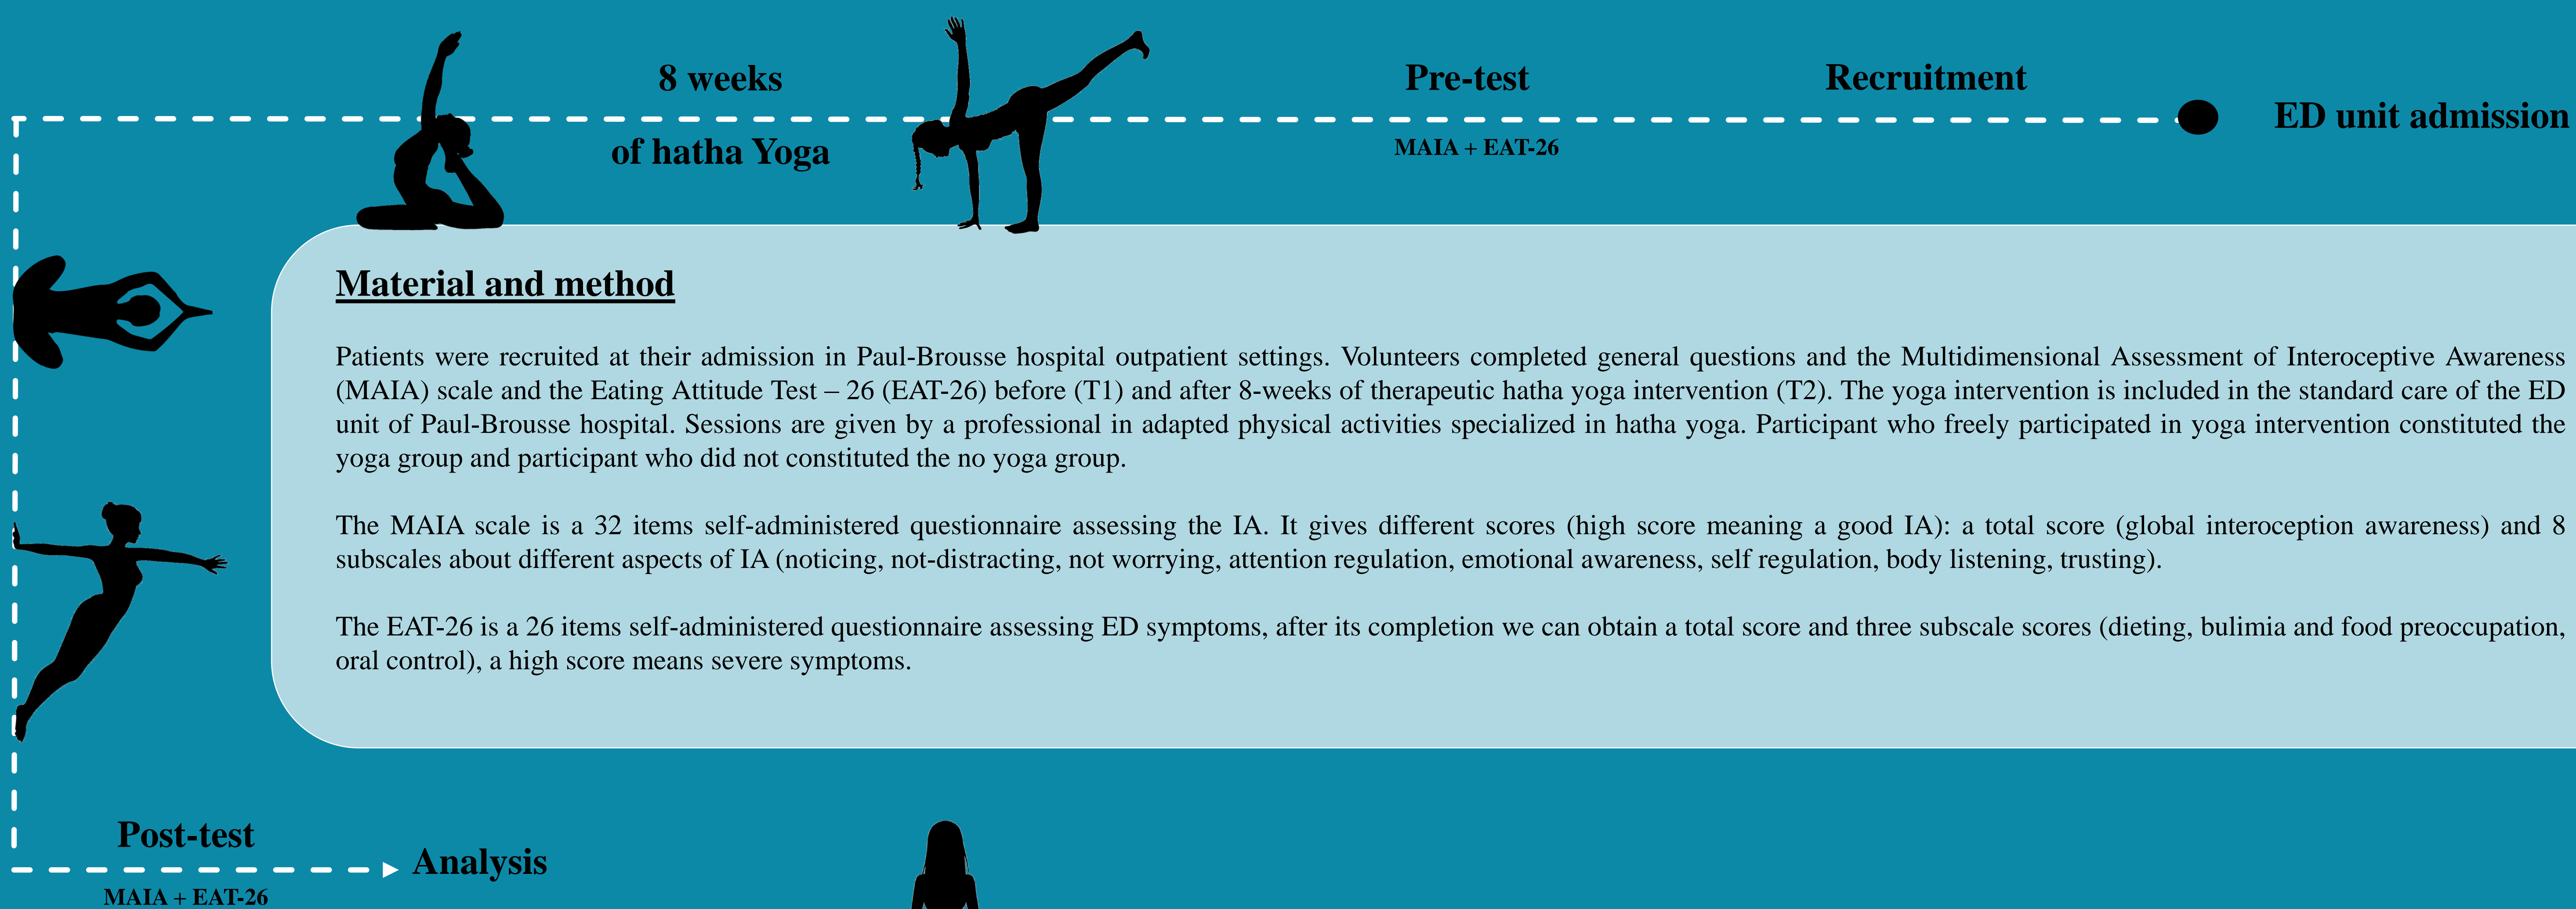 8 weeks
of hatha Yoga
Pre-test
MAIA + EAT-26
Recruitment
ED unit admission
Material and method
Patients were recruited at their admission in Paul-Brousse hospital outpatient settings. Volunteers completed general questions and the Multidimensional Assessment of Interoceptive Awareness
(MAIA) scale and the Eating Attitude Test – 26 (EAT-26) before (T1) and after 8-weeks of therapeutic hatha yoga intervention (T2). The yoga intervention is included in the standard care of the ED
unit of Paul-Brousse hospital. Sessions are given by a professional in adapted physical activities specialized in hatha yoga. Participant who freely participated in yoga intervention constituted the
yoga group and participant who did not constituted the no yoga group.
The MAIA scale is a 32 items self-administered questionnaire assessing the IA. It gives different scores (high score meaning a good IA): a total score (global interoception awareness) and 8
subscales about different aspects of IA (noticing, not-distracting, not worrying, attention regulation, emotional awareness, self regulation, body listening, trusting).
The EAT-26 is a 26 items self-administered questionnaire assessing ED symptoms, after its completion we can obtain a total score and three subscale scores (dieting, bulimia and food preoccupation,
oral control), a high score means severe symptoms.
Post-test
MAIA + EAT-26
Analysis